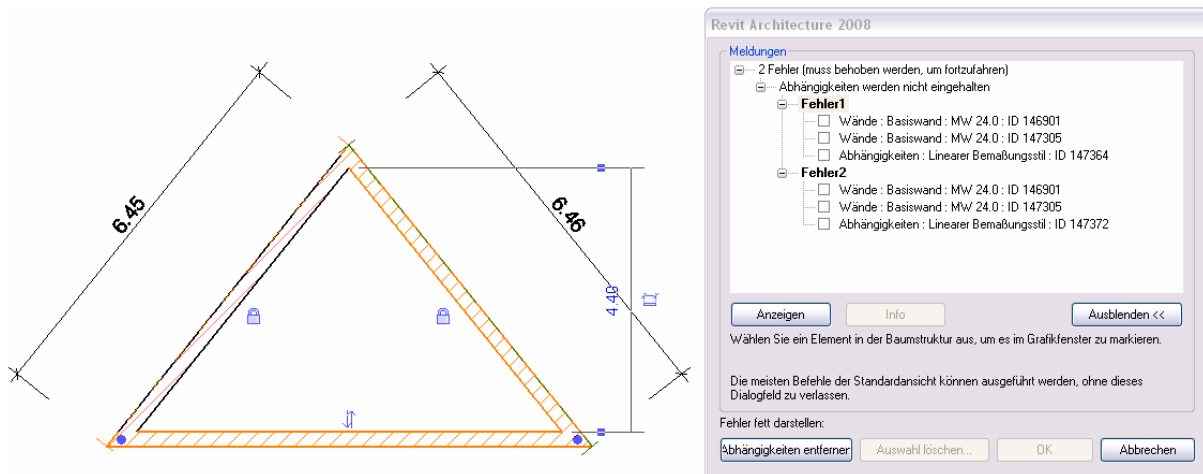 6.45
6.46
4.40
Revit Architecture 2008
Meldungen
2 Fehler (muss behoben werden, um fortzufahren)
Abhängigkeiten werden nicht eingehalten
Fehler1
Wände : Basiswand : MW 24.0 : ID 146901
Wände : Basiswand : MW 24.0 : ID 147305
Abhängigkeiten : Linearer Bemaßungsstil : ID 147364
Fehler2
Wände : Basiswand : MW 24.0 : ID 146901
Wände : Basiswand : MW 24.0 : ID 147305
Abhängigkeiten : Linearer Bemaßungsstil : ID 147372
Anzeigen
Info
Ausblenden <<
Wählen Sie ein Element in der Baumstruktur aus, um es im Grafikfenster zu markieren.
Die meisten Befehle der Standardansicht können ausgeführt werden, ohne dieses
Dialogfeld zu verlassen.
Fehler fett darstellen:
Abhängigkeiten entfernen
Auswahl löschen...
OK
Abbrechen